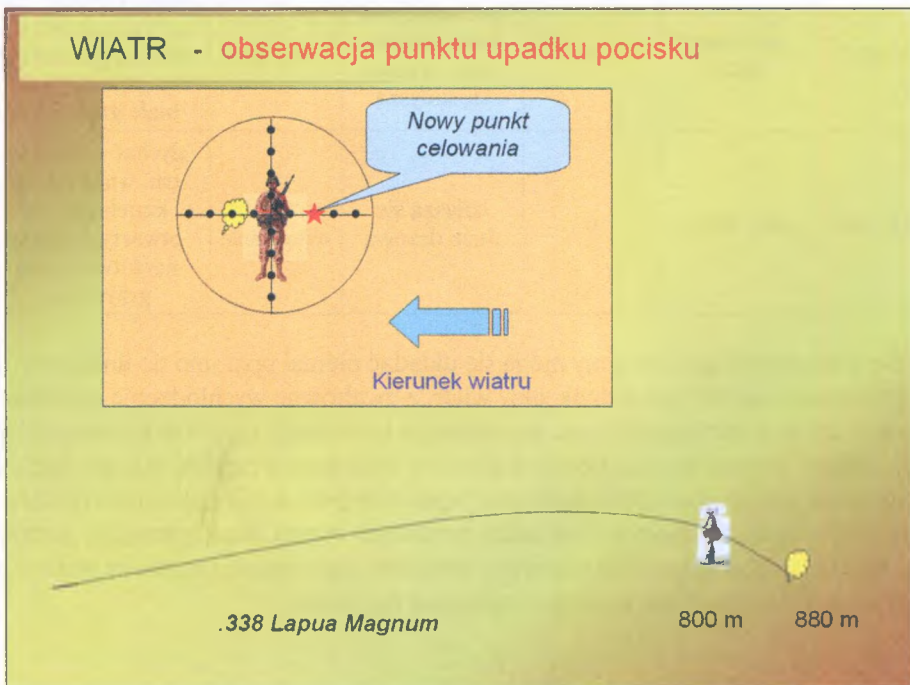 WIATR - obserwacja punktu upadku pocisku
Nowy punkt
celowania
Kierunek wiatru
.338 Lapua Magnum
800 m
880 m